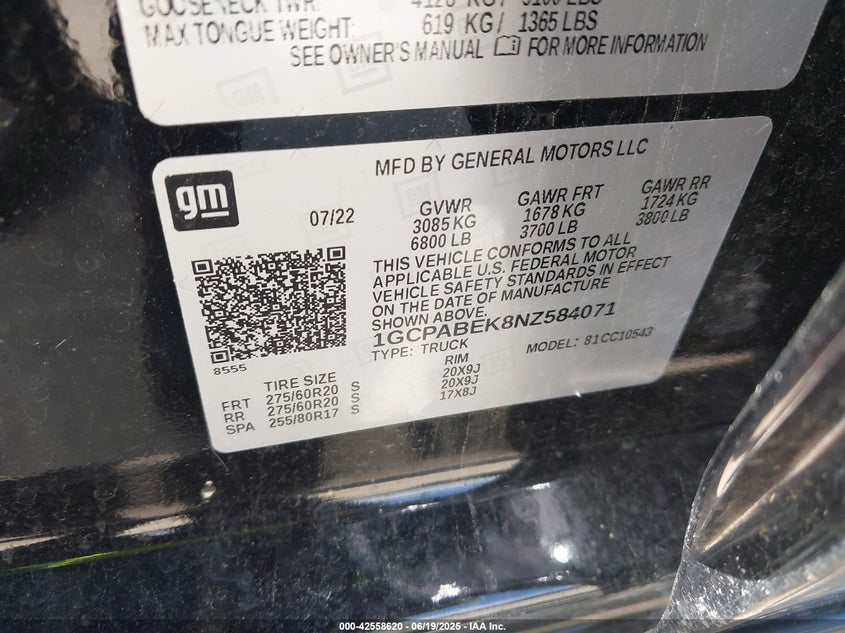 GOOSENECK TWR: 4128 KG /
MAX TONGUE WEIGHT: 619 KG/ 1365 LBS
SEE OWNER'S MANUAL FOR MORE INFORMATION
MFD BY GENERAL MOTORS LLC
gm
07/22
GVWR GAWR FRT GAWR RR
3085 KG 1678 KG 1724 KG
6800 LB 3700 LB 3800 LB
THIS VEHICLE CONFORMS TO ALL
APPLICABLE U.S. FEDERAL MOTOR
VEHICLE SAFETY STANDARDS IN EFFECT
ON THE DATE OF MANUFACTURE
SHOWN ABOVE.
1GCPABEK8NZ584071
TYPE: TRUCK MODEL: 81CC10543
8555
TIRE SIZE RIM
FRT 275/60R20 S 20X9J
RR 275/60R20 S 20X9J
SPA 255/80R17 S 17X8J
000-42558620 - 06/19/2025 - IAA Inc.